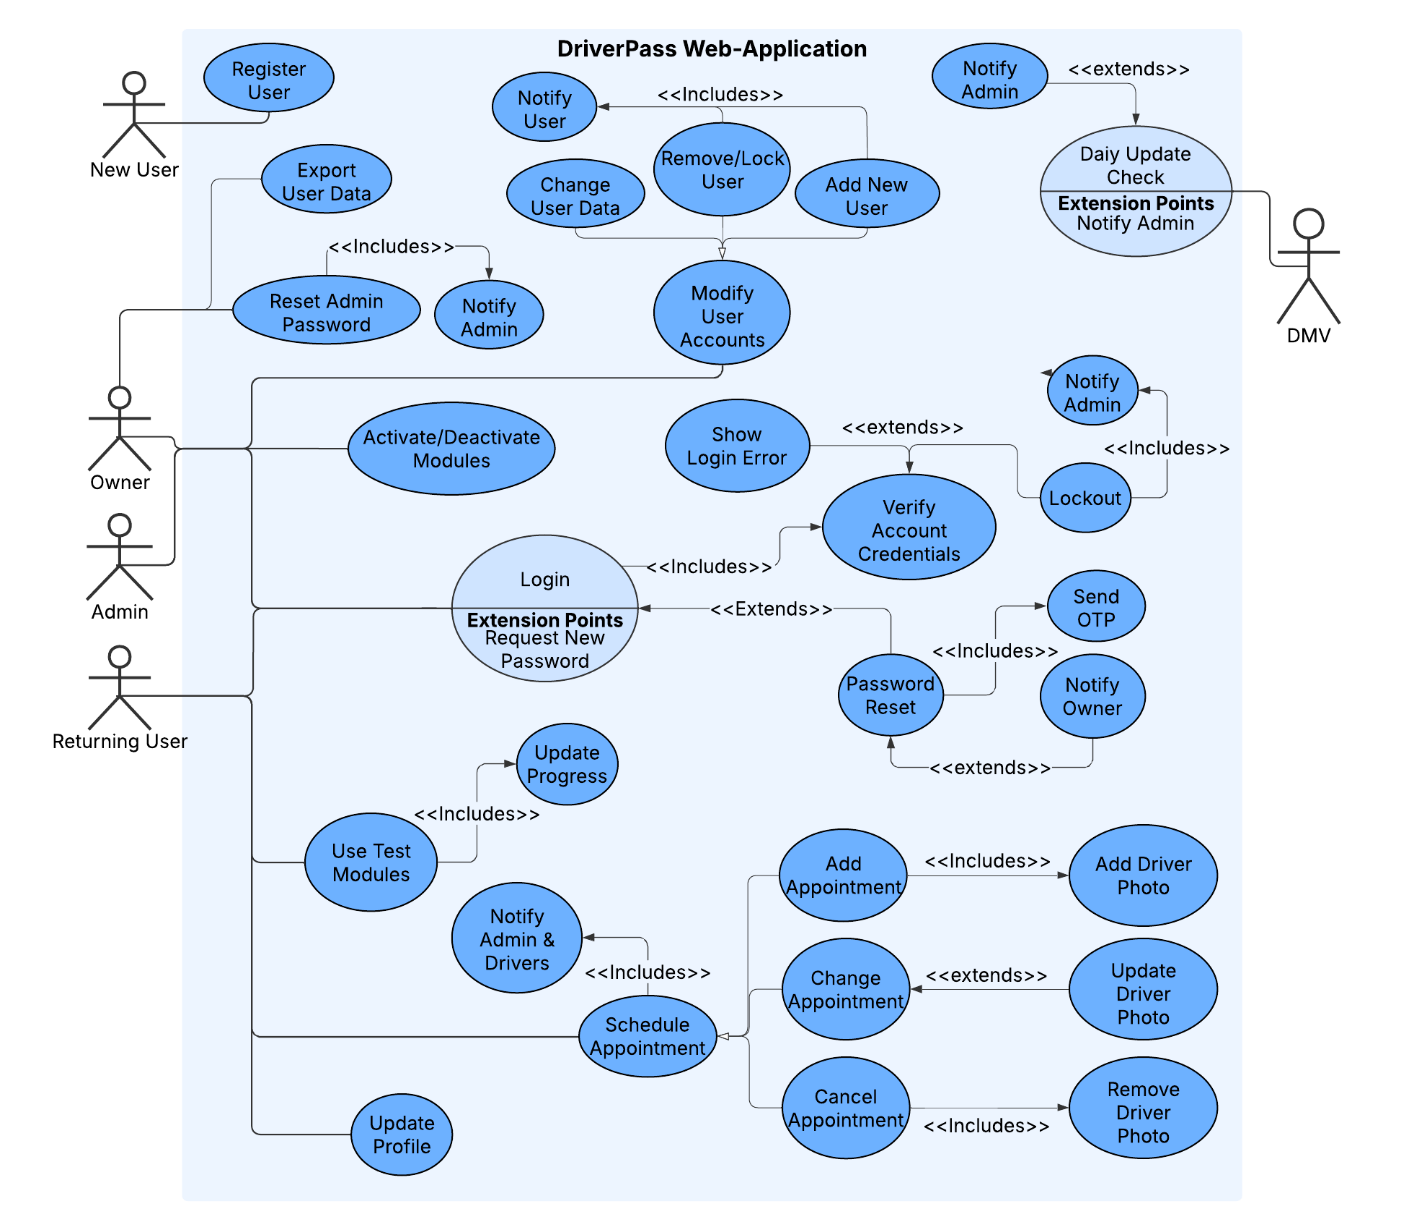 DriverPass Web-Application
Register
User
New User
Export
User Data
<<Includes>>
Reset Admin
Password
Notify
Admin
Notify
User
<<Includes>>
Change
User Data
Remove/Lock
User
Add New
User
Modify
User
Accounts
Notify
Admin
<<extends>>
Daiy Update
Check
Extension Points
Notify Admin
DMV
Owner
Activate/Deactivate
Modules
Show
Login Error
<<extends>>
Notify
Admin
<<Includes>>
Lockout
Verify
Account
Credentials
Admin
Login
Extension Points
Request New
Password
<<Includes>>
<<Extends>>
Send
OTP
<<Includes>>
Password
Reset
Notify
Owner
<<extends>>
Returning User
Update
Progress
<<Includes>>
Use Test
Modules
Notify
Admin &
Drivers
<<Includes>>
Schedule
Appointment
Add
Appointment
<<Includes>>
Add Driver
Photo
Change
Appointment
<<extends>>
Update
Driver
Photo
Cancel
Appointment
<<Includes>>
Remove
Driver
Photo
Update
Profile